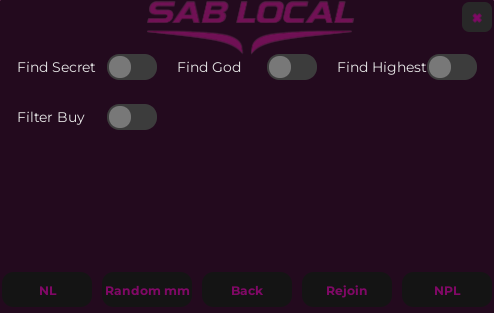 SAB LOCAL
✖
Find Secret Find God Find Highest
Filter Buy
NL Random mm Back Rejoin NPL